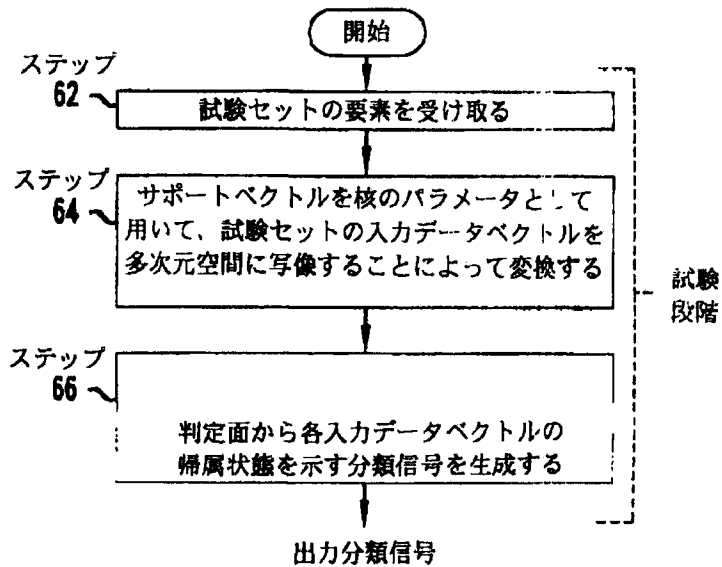 開始
ステップ
62
試験セットの要素を受け取る
ステップ
64
サポートベクトルを核のパラメータとして
用いて、試験セットの入力データベクトルを
多次元空間に写像することによって変換する
試験
段階
ステップ
66
判定面から各入力データベクトルの
帰属状態を示す分類信号を生成する
出力分類信号